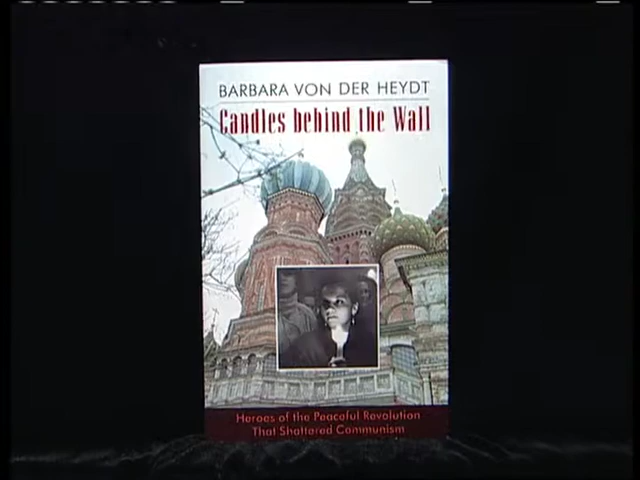 BARBARA VON DER HEYDT
Candles behind the Wall
Heroes of the Peaceful Revolution
That Shattered Communism